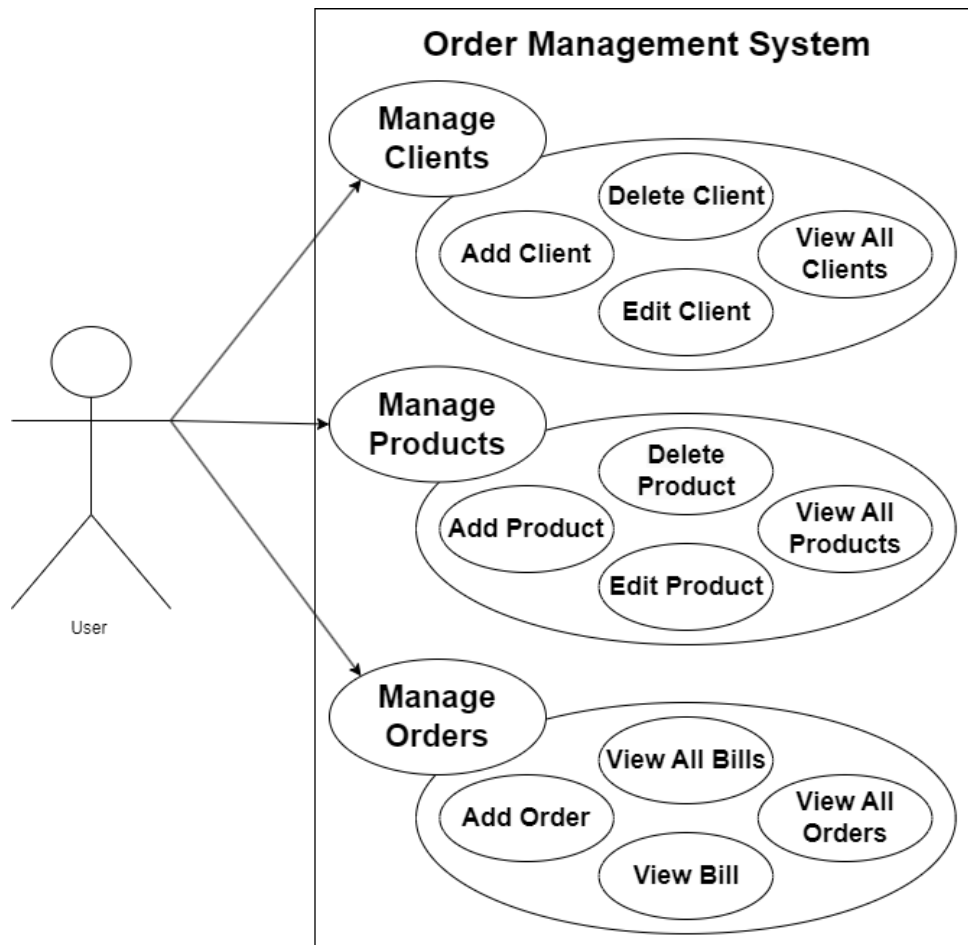 Order Management System
Manage
Clients
Delete Client
Add Client
View All
Clients
Edit Client
User
Manage
Products
Delete
Product
Add Product
View All
Products
Edit Product
Manage
Orders
View All Bills
Add Order
View All
Orders
View Bill